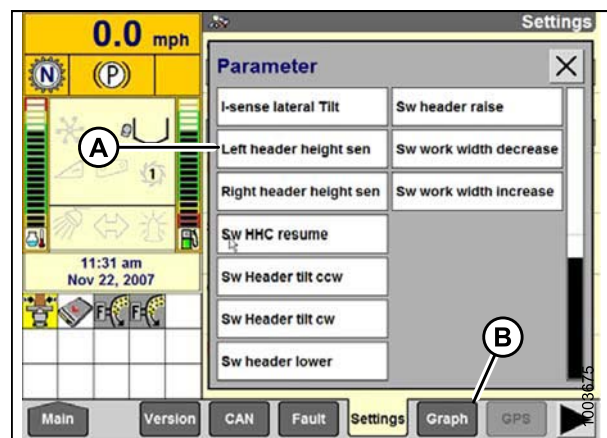 0.0 mph
Settings
N (P)
Parameter
I-sense lateral Tilt
Sw header raise
A
Left header height sen
Sw work width decrease
1
Right header height sen
Sw work width increase
Sw HHC resume
11:31 am
Nov 22, 2007
Sw Header tilt ccw
F F
Sw Header tilt cw
B
Sw header lower
1003675
Main Version CAN Fault Settings Graph GPS